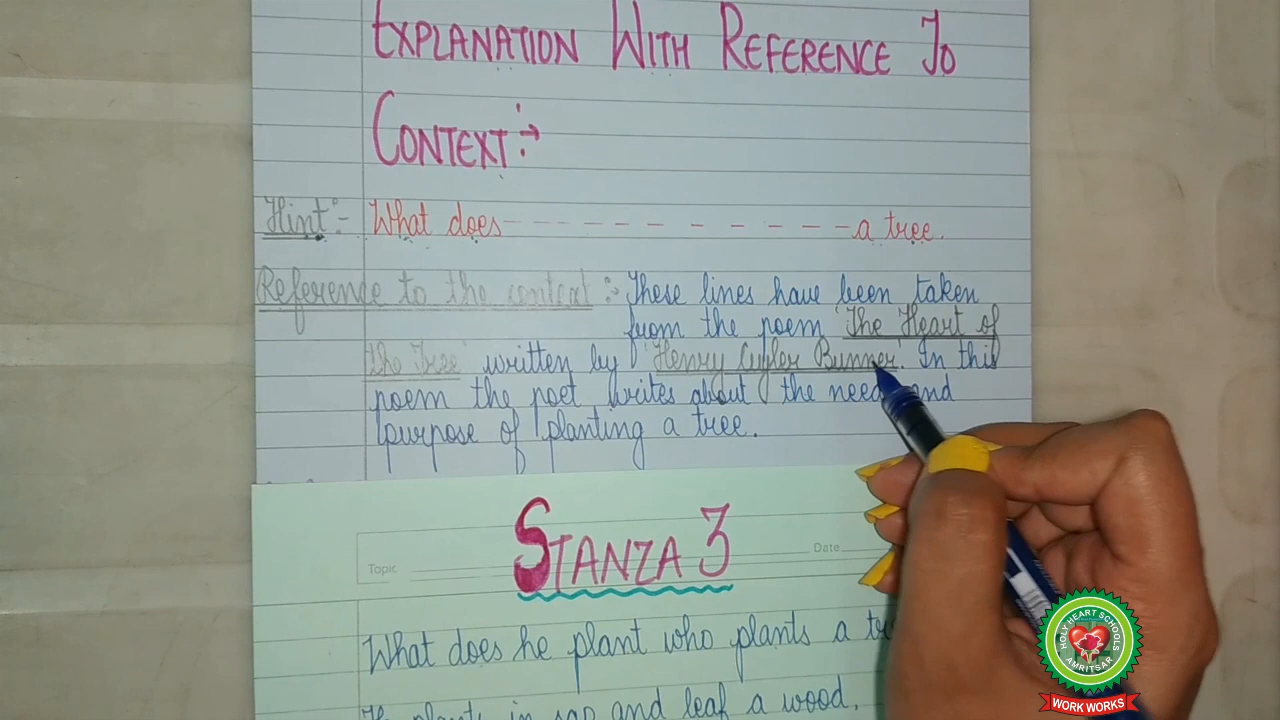 EXPLANATION WITH REFERENCE TO
CONTEXT:→
Hint:- What does - - - - - - - - - - a tree.
Reference to the context:- These lines have been taken
from the poem 'The Heart of
the Tree' written by 'Henry Cuyler Bunner'. In this
poem the poet writes about the need and
purpose of planting a tree.
STANZA 3
Topic
Date
What does he plant who plants a
He plants in sap and leaf a wood,
HOLY HEART SCHOOLS
AMRITSAR
WORK WORKS